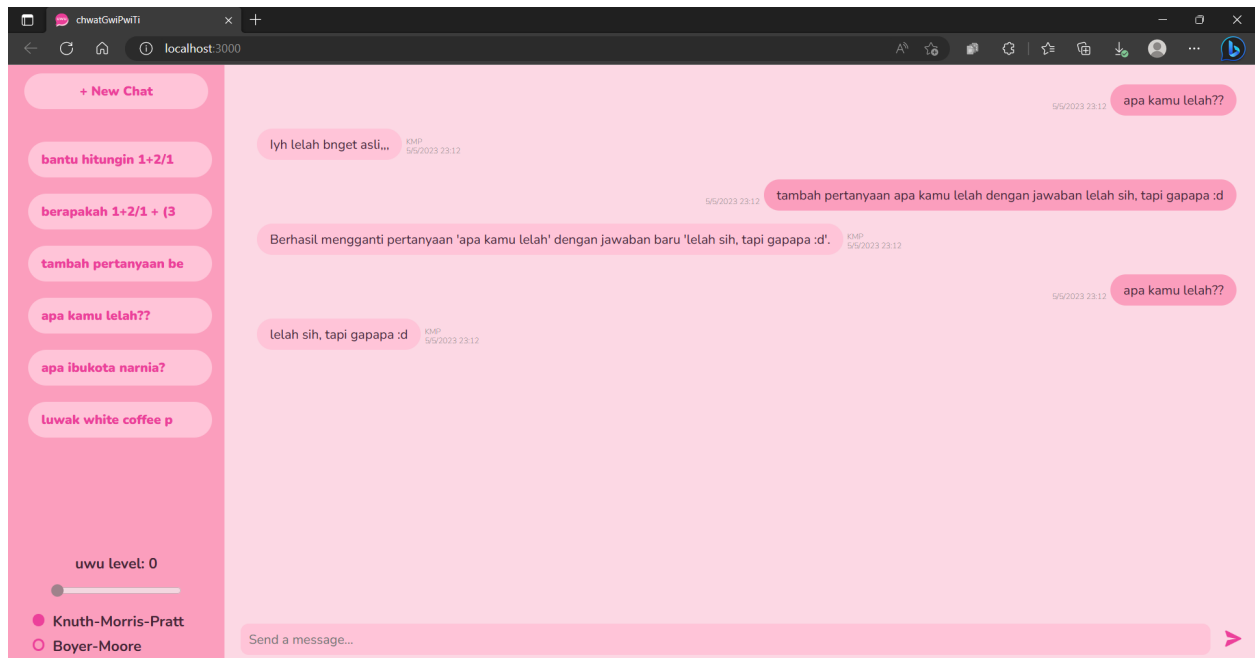 chwatGwiPwiTi
localhost:3000
+ New Chat
bantu hitungin 1+2/1
berapakah 1+2/1 + (3
tambah pertanyaan be
apa kamu lelah??
apa ibukota narnia?
luwak white coffee p
uwu level: 0
Knuth-Morris-Pratt
Boyer-Moore
5/5/2023 23:12 apa kamu lelah??
Iyh lelah bnget asli,,, KMP
5/5/2023 23:12
5/5/2023 23:12 tambah pertanyaan apa kamu lelah dengan jawaban lelah sih, tapi gapapa :d
Berhasil mengganti pertanyaan 'apa kamu lelah' dengan jawaban baru 'lelah sih, tapi gapapa :d'. KMP
5/5/2023 23:12
5/5/2023 23:12 apa kamu lelah??
lelah sih, tapi gapapa :d KMP
5/5/2023 23:12
Send a message...